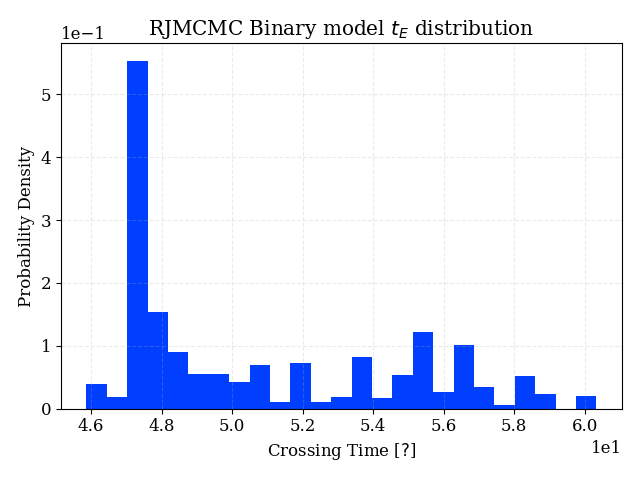 RJMCMC Binary model t_E distribution
1e−1
5
4
3
2
1
0
Probability Density
4.6 4.8 5.0 5.2 5.4 5.6 5.8 6.0
1e1
Crossing Time [?]